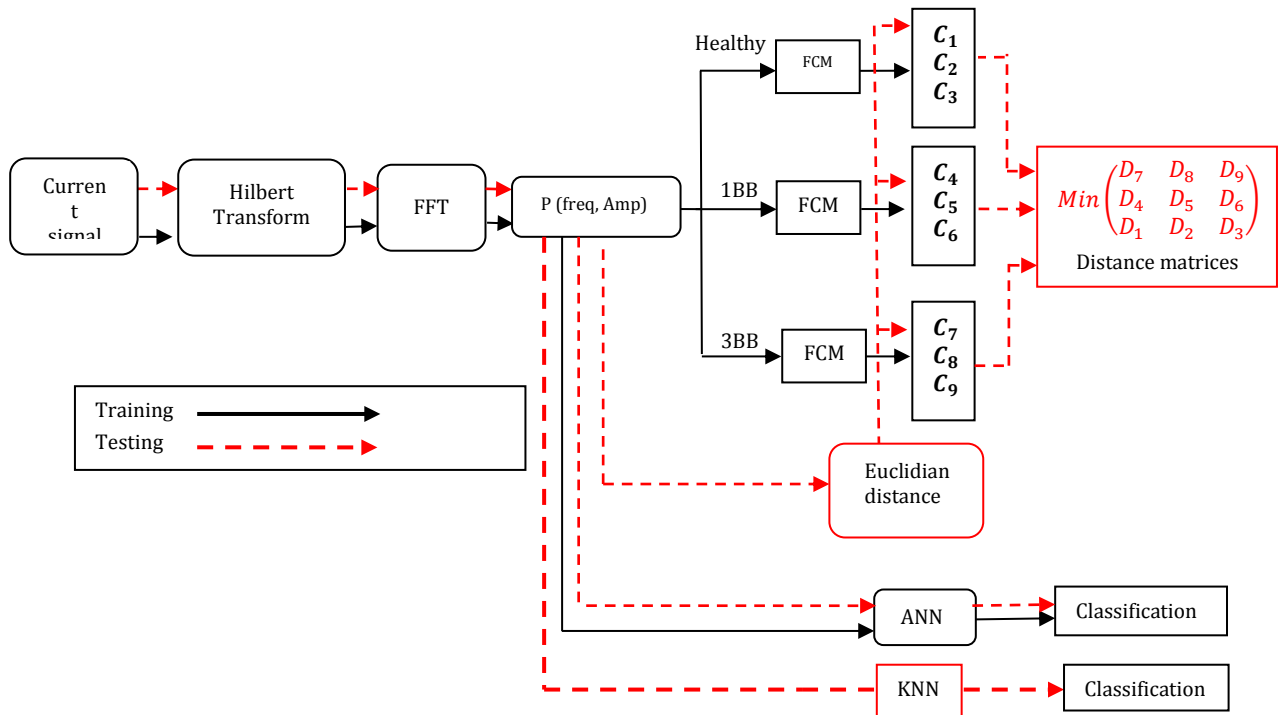 Curren
t
signal
Hilbert
Transform
FFT
P (freq, Amp)
Healthy
1BB
3BB
FCM
FCM
FCM
C₁
C₂
C₃
C₄
C₅
C₆
C₇
C₈
C₉
D₇ D₈ D₉
Min ( D₄ D₅ D₆ )
D₁ D₂ D₃
Distance matrices
Training
Testing
Euclidian
distance
ANN
Classification
KNN
Classification